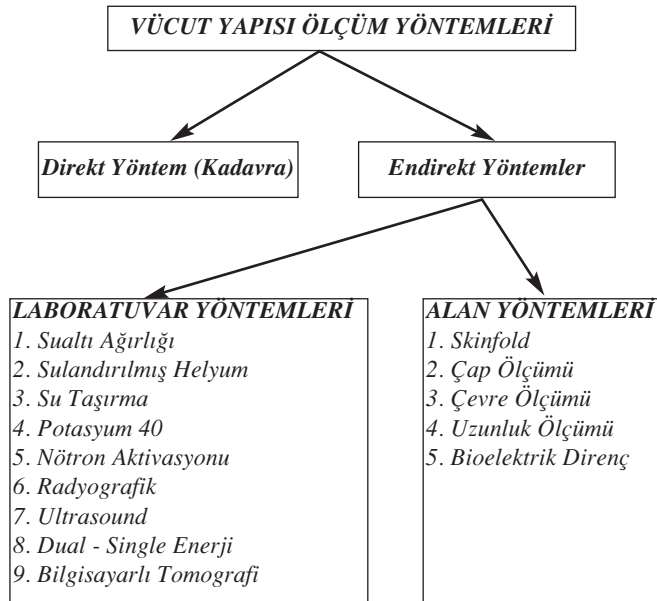 VÜCUT YAPISI ÖLÇÜM YÖNTEMLERİ
Direkt Yöntem (Kadavra)
Endirekt Yöntemler
LABORATUVAR YÖNTEMLERİ
1. Sualtı Ağırlığı
2. Sulandırılmış Helyum
3. Su Taşırma
4. Potasyum 40
5. Nötron Aktivasyonu
6. Radyografik
7. Ultrasound
8. Dual - Single Enerji
9. Bilgisayarlı Tomografi
ALAN YÖNTEMLERİ
1. Skinfold
2. Çap Ölçümü
3. Çevre Ölçümü
4. Uzunluk Ölçümü
5. Bioelektrik Direnç